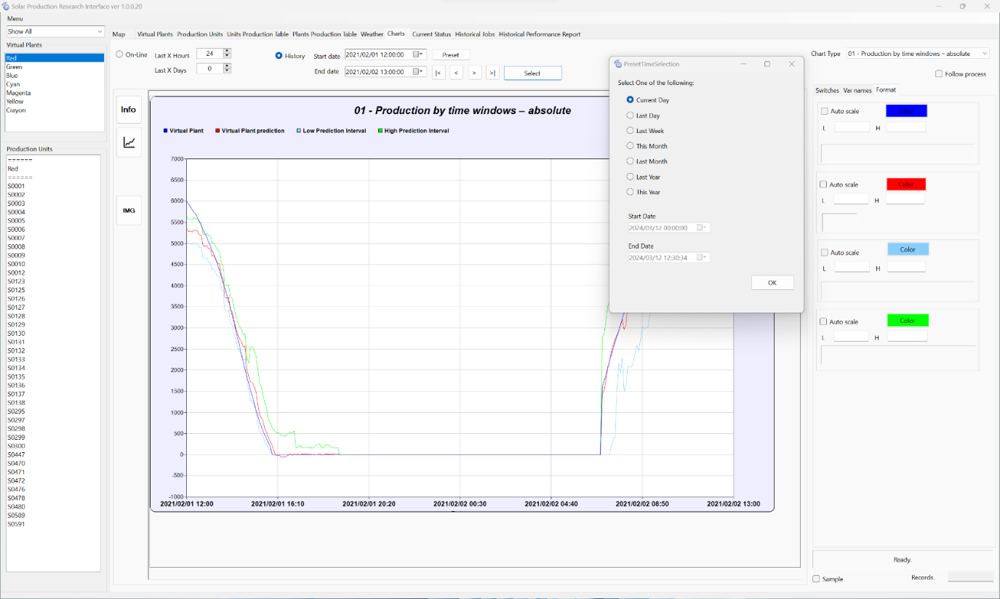 Solar Production Research Interface ver 1.0.0.20
Menu
Show All
Virtual Plants
Red
Green
Blue
Cyan
Magenta
Yellow
Crayon
Production Units
======
Red
======
S0001
S0002
S0003
S0004
S0005
S0006
S0007
S0008
S0009
S0010
S0012
S0123
S0125
S0126
S0127
S0128
S0129
S0130
S0131
S0132
S0133
S0134
S0135
S0136
S0137
S0138
S0295
S0297
S0298
S0299
S0300
S0447
S0470
S0471
S0472
S0476
S0478
S0480
S0589
S0591
Map Virtual Plants Production Units Units Production Table Plants Production Table Weather Charts Current Status Historical Jobs Historical Performance Report
On-Line Last X Hours 24
Last X Days 0
History Start date 2021/02/01 12:00:00 Preset
End date 2021/02/02 13:00:00 |< < > >| Select
Info
IMG
01 - Production by time windows – absolute
Virtual Plant Virtual Plant prediction Low Prediction Interval High Prediction Interval
7000
6500
6000
5500
5000
4500
4000
3500
3000
2500
2000
1500
1000
500
0
-500
-1000
2021/02/01 12:00 2021/02/01 16:10 2021/02/01 20:20 2021/02/02 00:30 2021/02/02 04:40 2021/02/02 08:50 2021/02/02 13:00
PresetTimeSelection
Select One of the following:
Current Day
Last Day
Last Week
This Month
Last Month
Last Year
This Year
Start Date
2024/03/12 00:00:00
End Date
2024/03/12 12:30:34
OK
Chart Type 01 - Production by time windows – absolute
Follow process
Switches Var names Format
Auto scale Color
L H
Auto scale Color
L H
Auto scale Color
L H
Auto scale Color
L H
Ready.
Sample Records